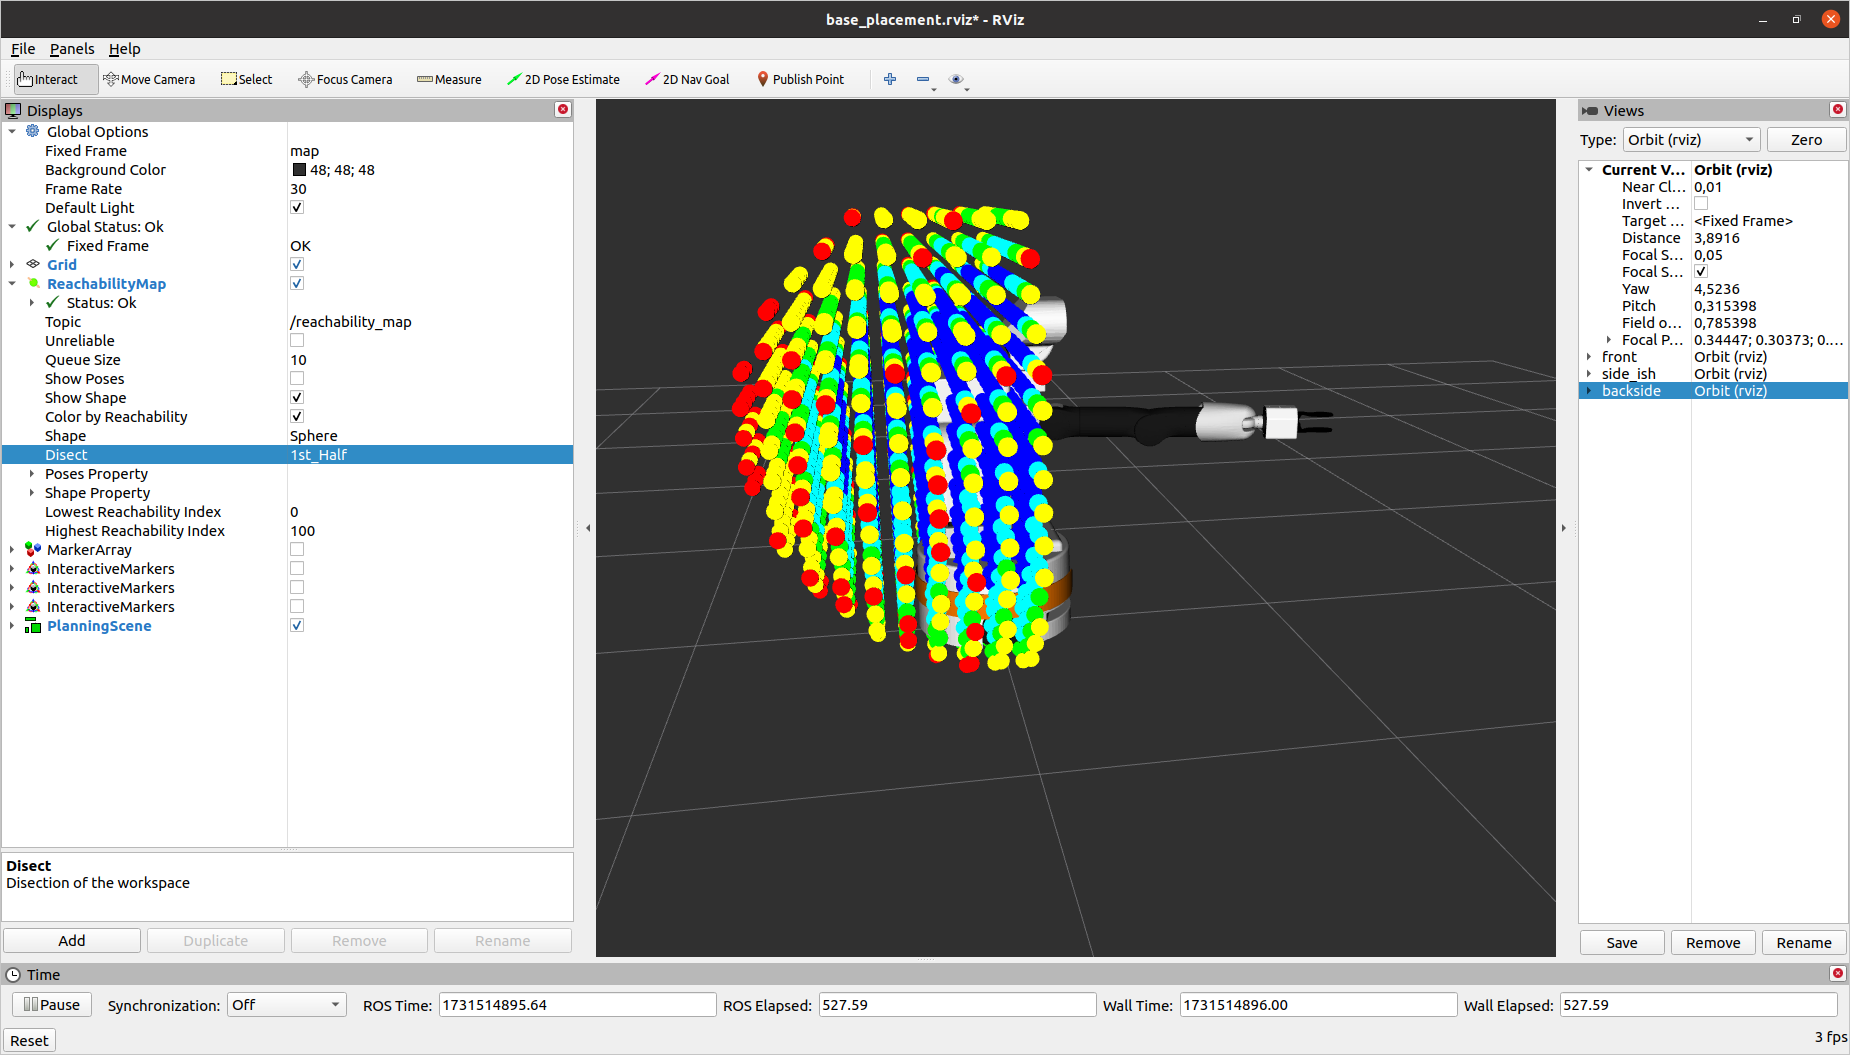 base_placement.rviz* - RViz
File Panels Help
Interact Move Camera Select Focus Camera Measure 2D Pose Estimate 2D Nav Goal Publish Point
Displays
Global Options
Fixed Frame map
Background Color 48; 48; 48
Frame Rate 30
Default Light
Global Status: Ok
Fixed Frame OK
Grid
ReachabilityMap
Status: Ok
Topic /reachability_map
Unreliable
Queue Size 10
Show Poses
Show Shape
Color by Reachability
Shape Sphere
Disect 1st_Half
Poses Property
Shape Property
Lowest Reachability Index 0
Highest Reachability Index 100
MarkerArray
InteractiveMarkers
InteractiveMarkers
InteractiveMarkers
PlanningScene
Disect
Disection of the workspace
Add Duplicate Remove Rename
Views
Type: Orbit (rviz) Zero
Current V... Orbit (rviz)
Near Cl... 0,01
Invert ...
Target ... <Fixed Frame>
Distance 3,8916
Focal S... 0,05
Focal S...
Yaw 4,5236
Pitch 0,315398
Field o... 0,785398
Focal P... 0.34447; 0.30373; 0....
front Orbit (rviz)
side_ish Orbit (rviz)
backside Orbit (rviz)
Save Remove Rename
Time
Pause Synchronization: Off ROS Time: 1731514895.64 ROS Elapsed: 527.59 Wall Time: 1731514896.00 Wall Elapsed: 527.59
Reset 3 fps